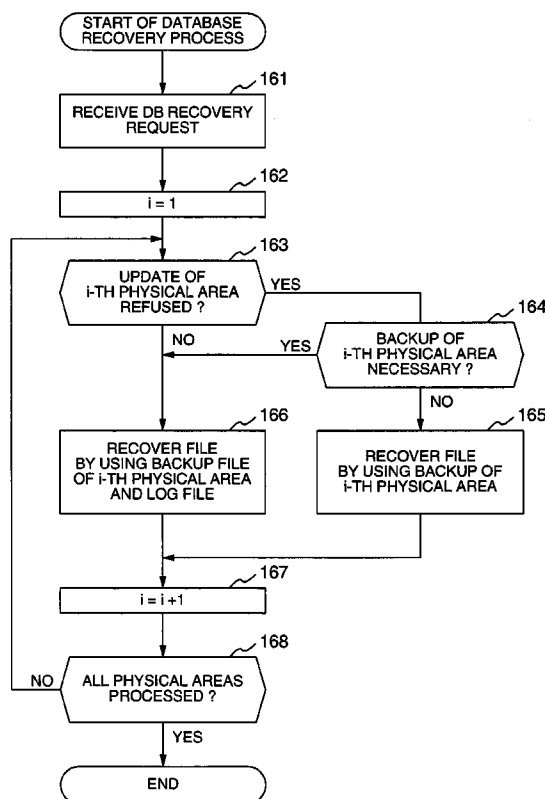 START OF DATABASE
RECOVERY PROCESS
161
RECEIVE DB RECOVERY
REQUEST
162
i = 1
163
UPDATE OF
i-TH PHYSICAL AREA
REFUSED ?
YES
NO
164
BACKUP OF
i-TH PHYSICAL AREA
NECESSARY ?
YES
NO
166
RECOVER FILE
BY USING BACKUP FILE
OF i-TH PHYSICAL AREA
AND LOG FILE
165
RECOVER FILE
BY USING BACKUP OF
i-TH PHYSICAL AREA
167
i = i +1
168
ALL PHYSICAL AREAS
PROCESSED ?
NO
YES
END